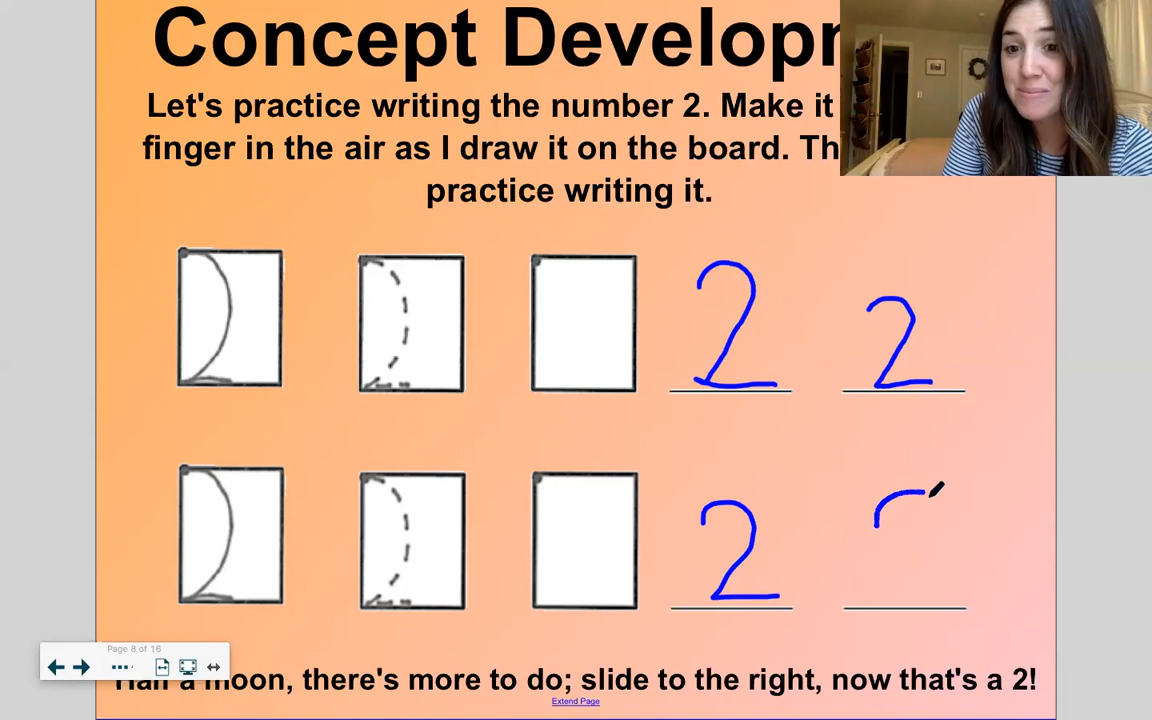 Concept Develop
Let's practice writing the number 2. Make it
finger in the air as I draw it on the board.
practice writing it.
2 2
2
Page 8 of 16
a moon, there's more to do; slide to the right, now that's a 2!
Extend Page